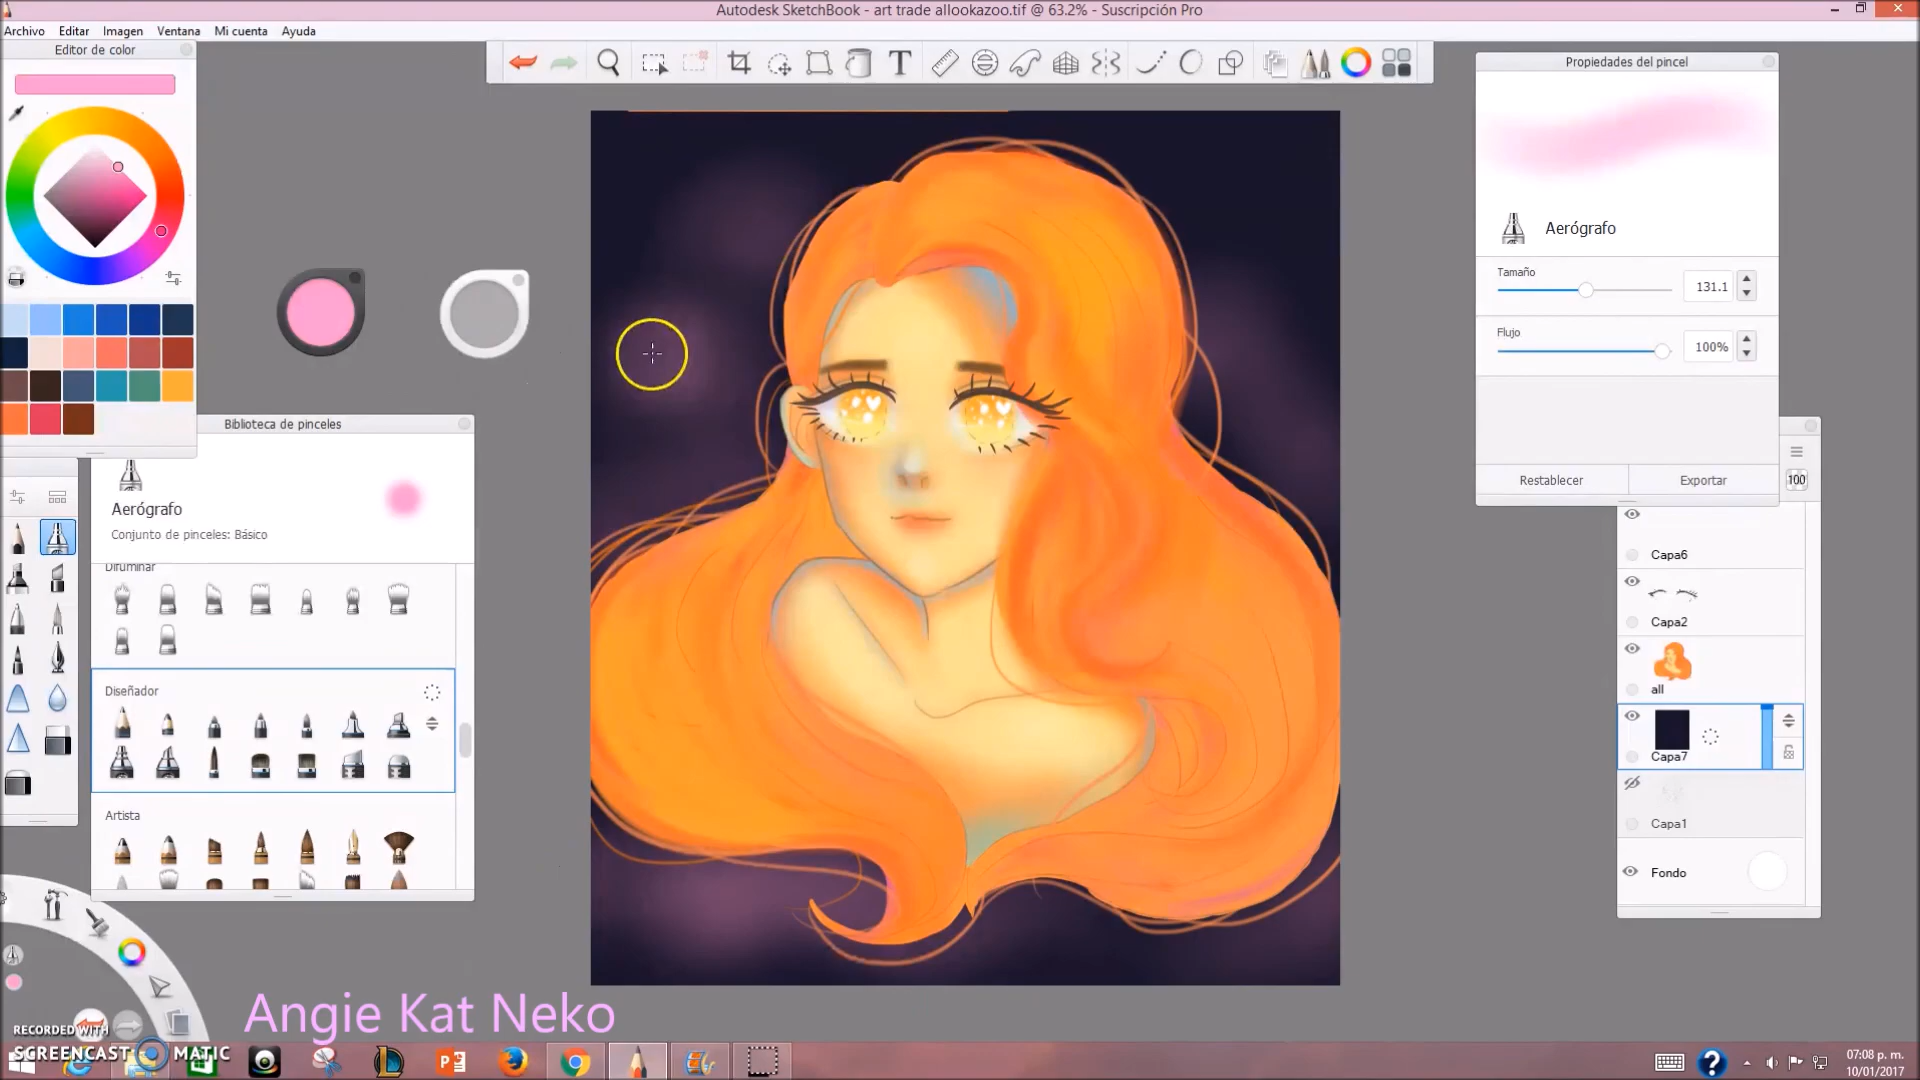 Autodesk SketchBook - art trade allookazoo.tif @ 63.2% - Suscripción Pro
Archivo Editar Imagen Ventana Mi cuenta Ayuda
Editor de color
T
Propiedades del pincel
Aerógrafo
Tamaño
131.1
Flujo
100%
Restablecer Exportar
Biblioteca de pinceles
Aerógrafo
Conjunto de pinceles: Básico
Difuminar
Diseñador
Artista
100
Capa6
Capa2
all
Capa7
Capa1
Fondo
Angie Kat Neko
RECORDED WITH
SCREENCAST MATIC
07:08 p. m.
10/01/2017